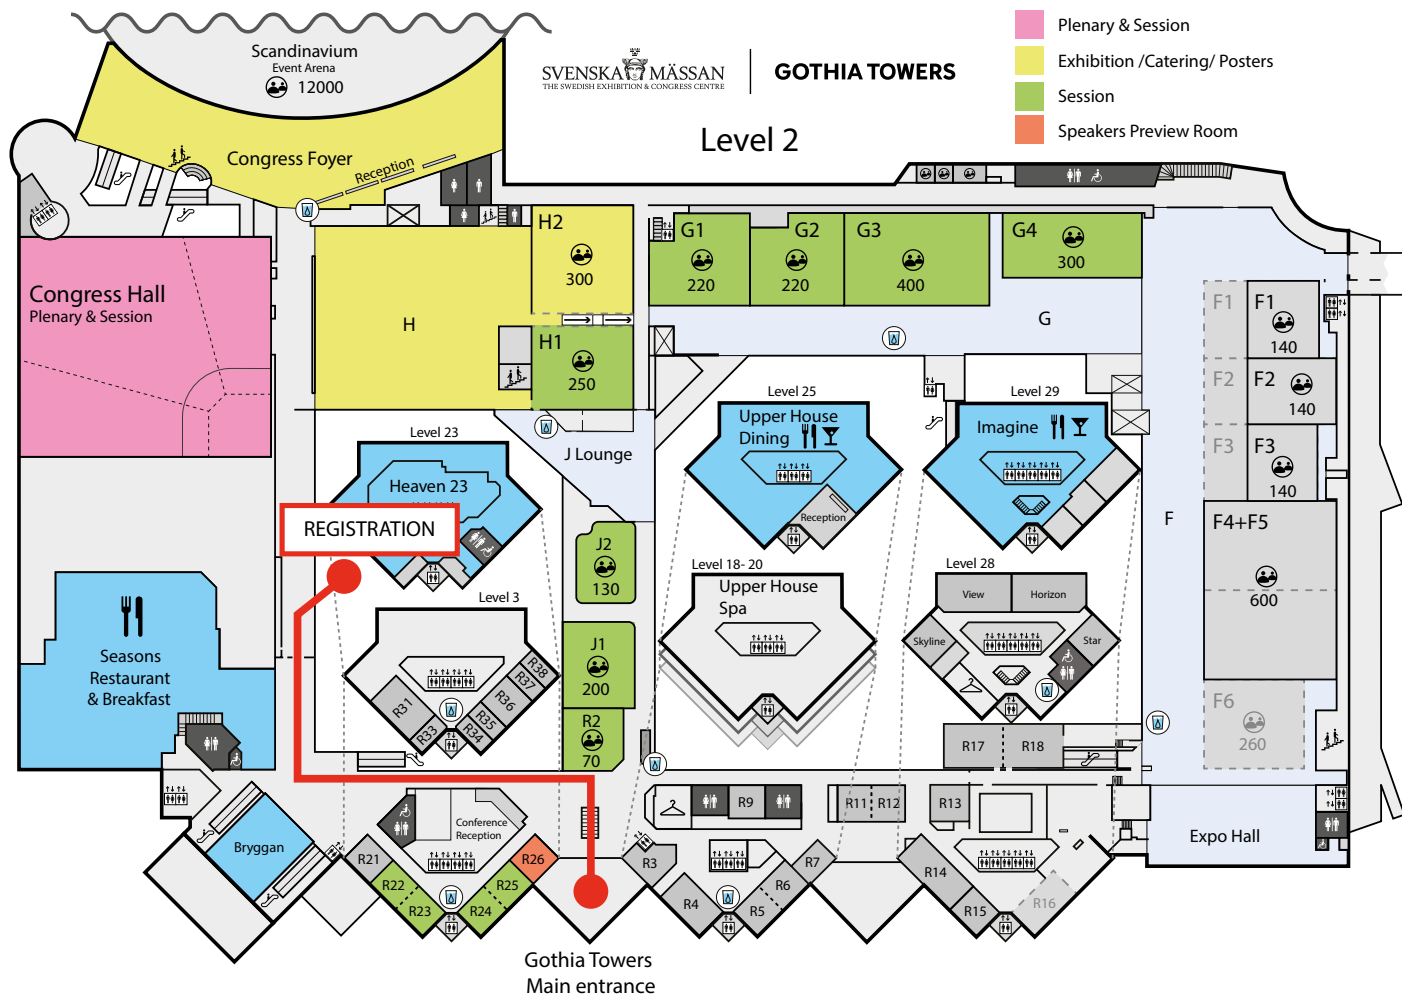 Scandinavium
Event Arena
12000
SVENSKA MÄSSAN
THE SWEDISH EXHIBITION & CONGRESS CENTRE
GOTHIA TOWERS
Plenary & Session
Exhibition /Catering/ Posters
Session
Speakers Preview Room
Level 2
Congress Foyer
Reception
Congress Hall
Plenary & Session
H
H2
300
H1
250
G1
220
G2
220
G3
400
G4
300
G
F1
F1
140
F2
F2
140
F3
F3
140
F
F4+F5
600
F6
260
Expo Hall
J Lounge
J2
130
J1
200
R2
70
Level 23
Heaven 23
REGISTRATION
Level 25
Upper House
Dining
Reception
Level 29
Imagine
Level 3
R31
R33
R34
R35
R36
R37
R38
Level 18- 20
Upper House
Spa
Level 28
View
Horizon
Skyline
Star
Seasons
Restaurant
& Breakfast
Bryggan
Conference
Reception
R21
R22
R23
R24
R25
R26
R3
R4
R5
R6
R7
R9
R11
R12
R13
R14
R15
R16
R17
R18
Gothia Towers
Main entrance